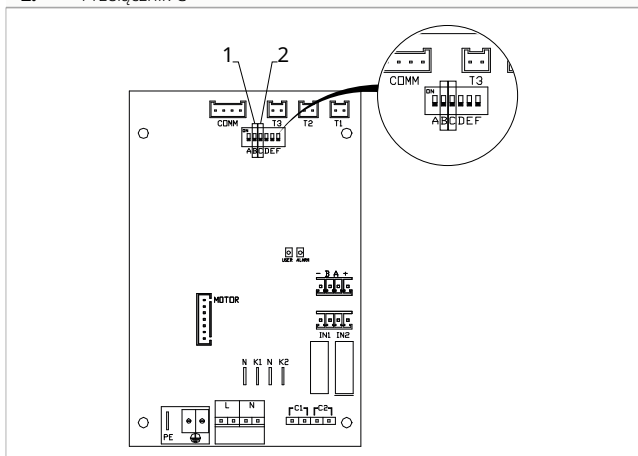 1 2
COMM T3
ON
ABCDEF
COMM T3 T2 T1
ON
ABCDEF
USER ALARM
- B A +
MOTOR
IN1 IN2
N K1 N K2
L N
C1 C2
PE